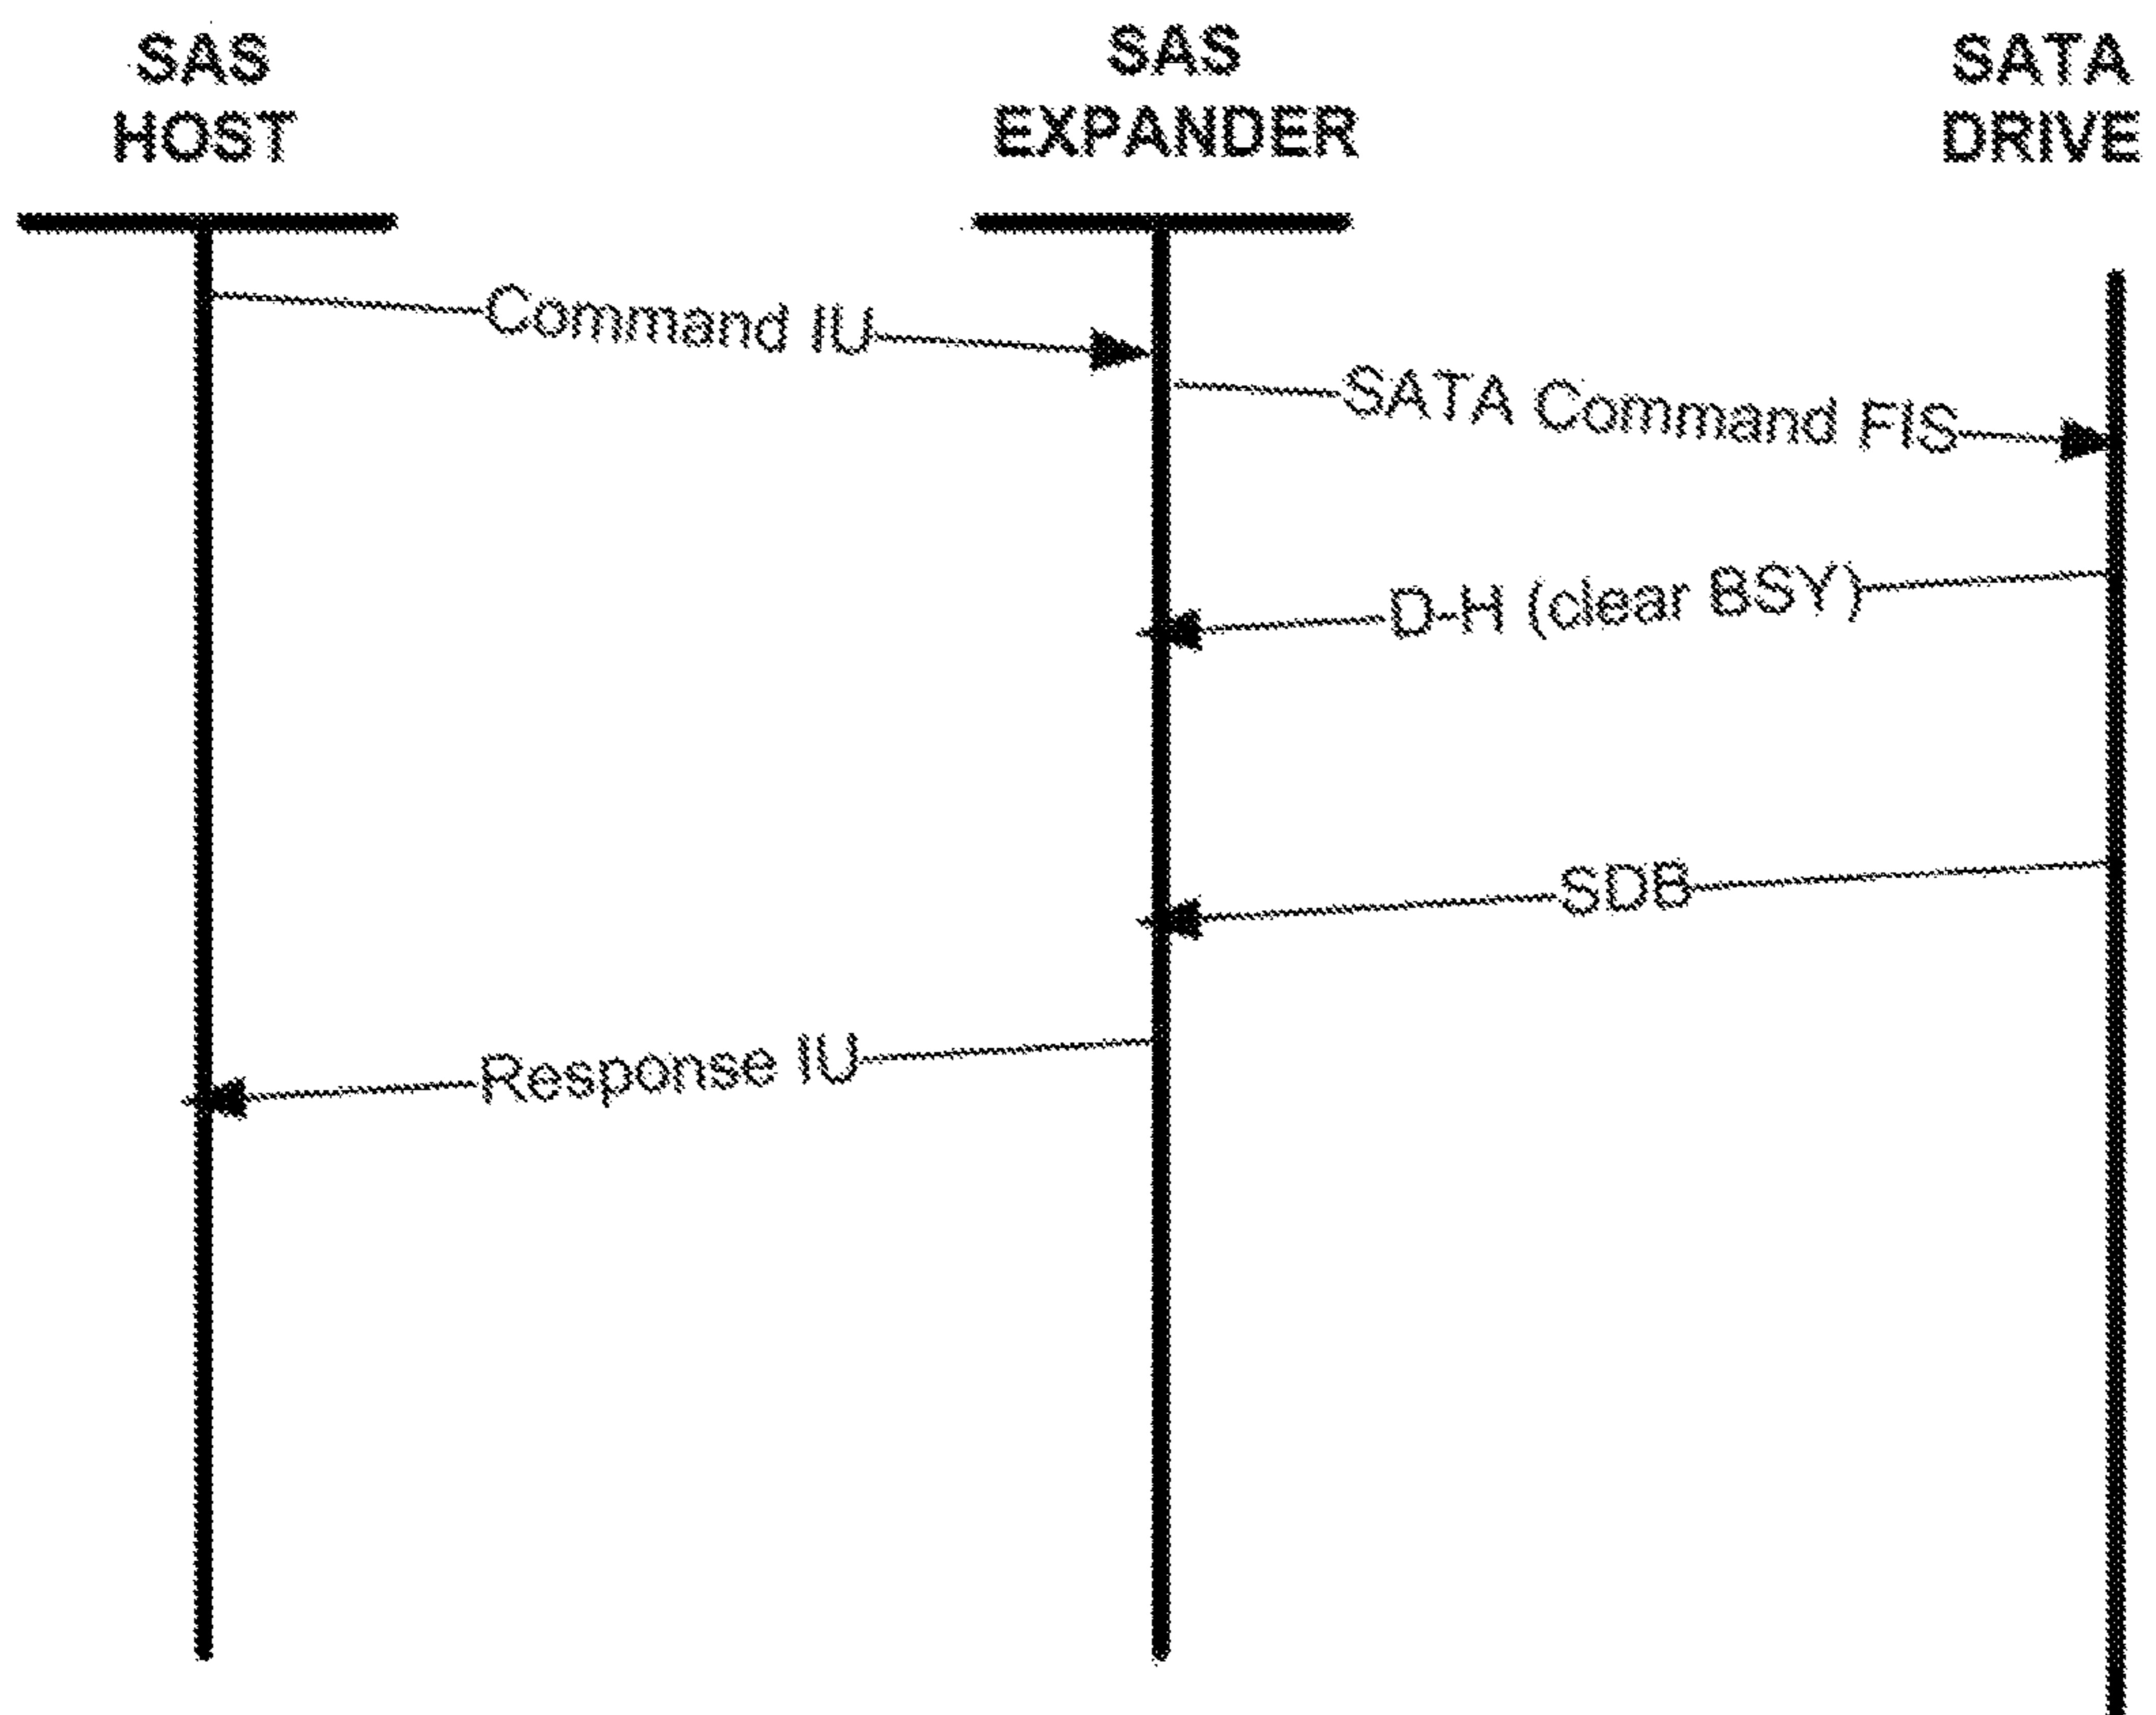 SAS
HOST
SAS
EXPANDER
SATA
DRIVE
Command IU
SATA Command FIS
D-H (clear BSY)
SDB
Response IU